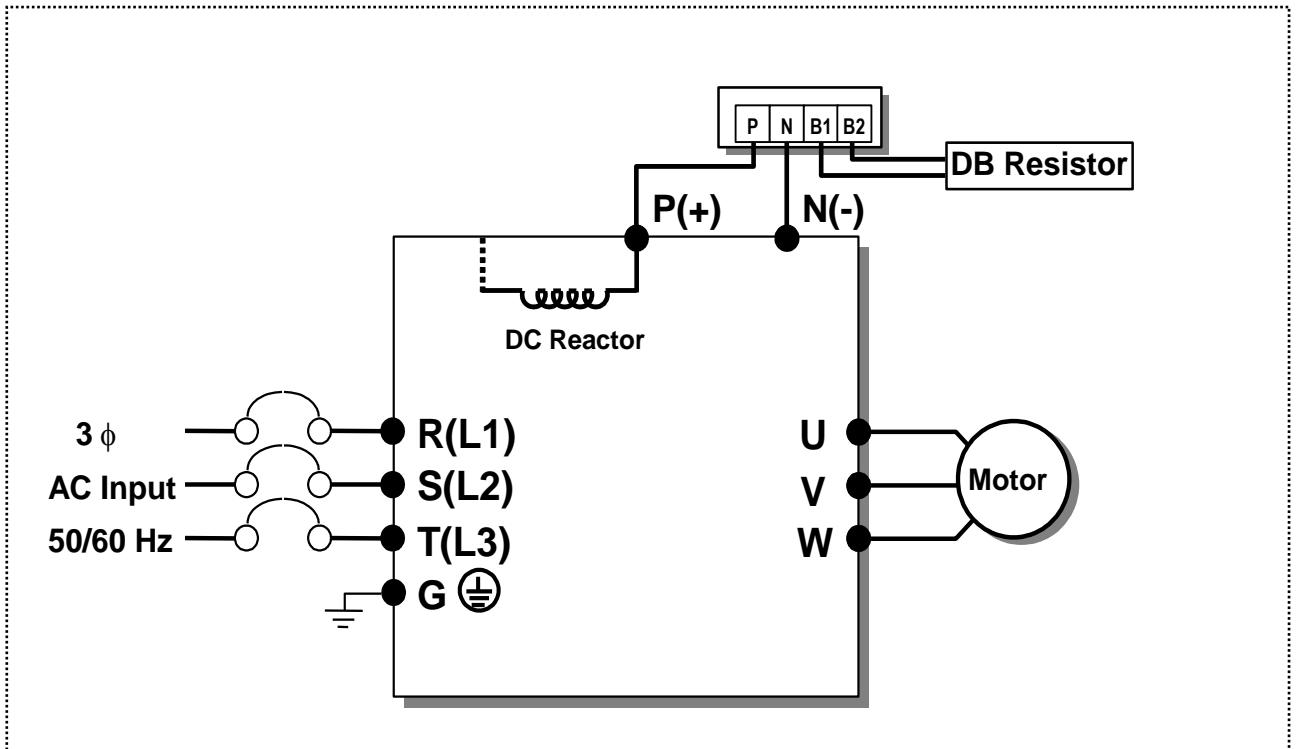 P N B1 B2
DB Resistor
P(+) N(-)
DC Reactor
3 ϕ
R(L1)
U
AC Input
S(L2)
V
Motor
50/60 Hz
T(L3)
W
G